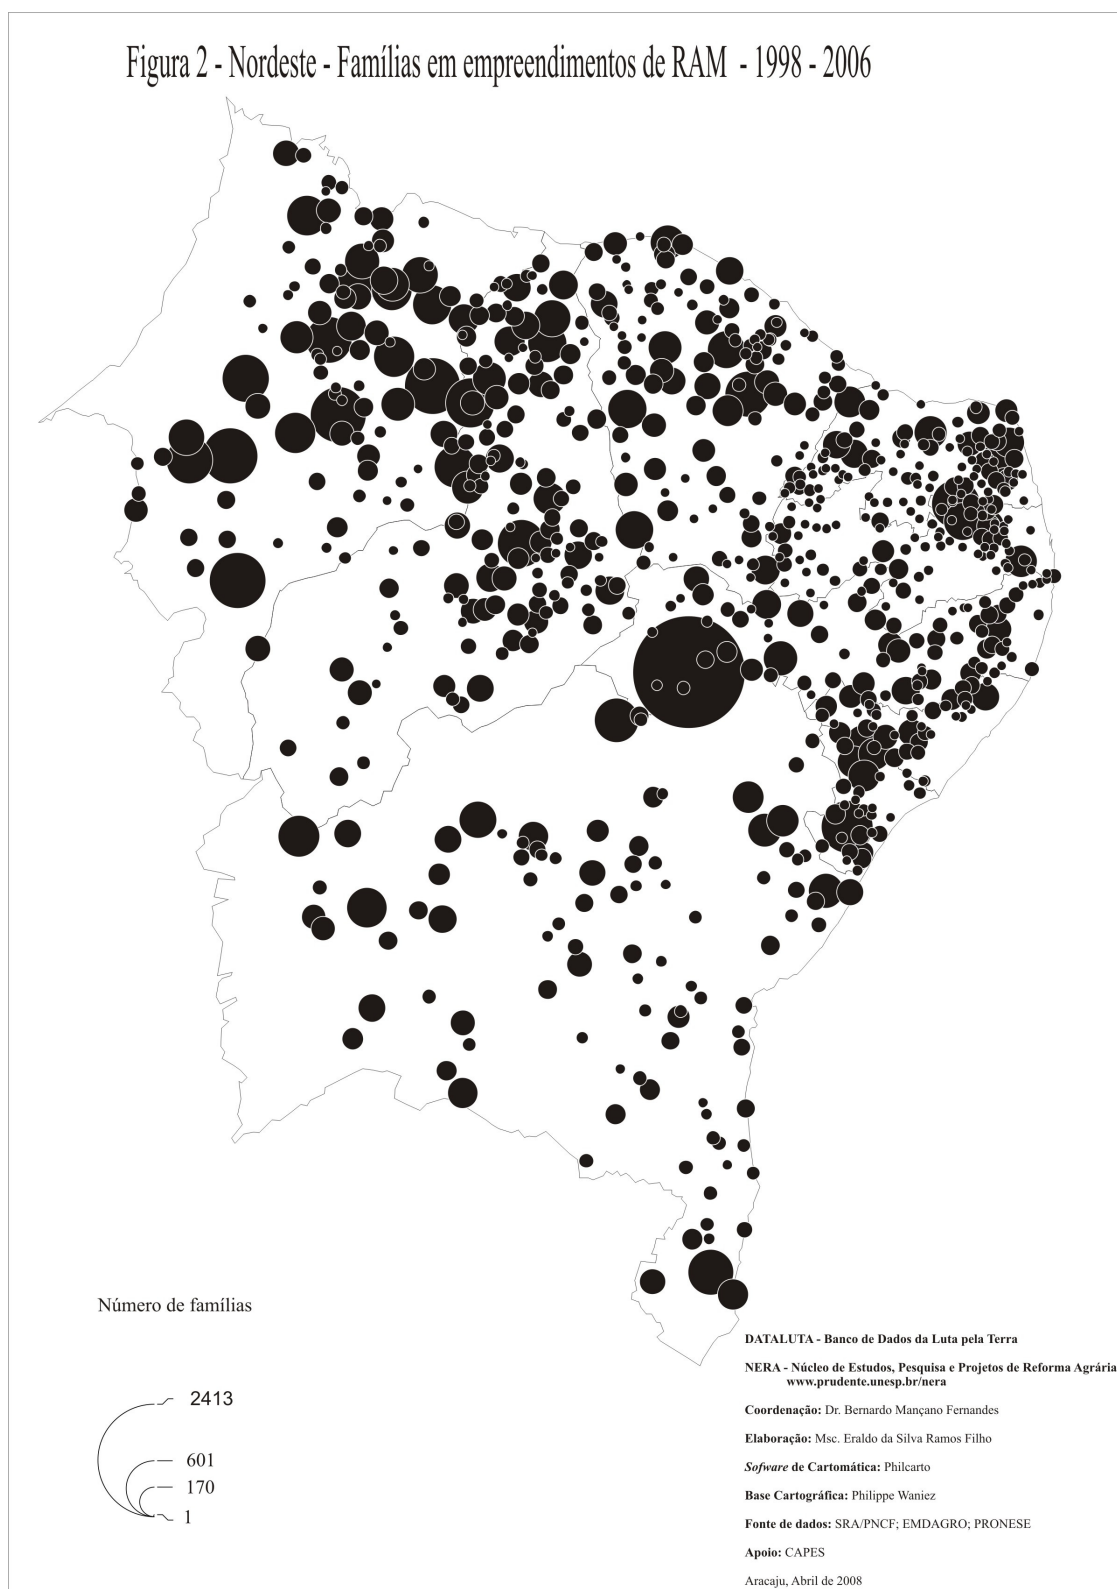 Figura 2 - Nordeste - Famílias em empreendimentos de RAM - 1998 - 2006
Número de famílias
2413
601
170
1
DATALUTA - Banco de Dados da Luta pela Terra
NERA - Núcleo de Estudos, Pesquisa e Projetos de Reforma Agrária
www.prudente.unesp.br/nera
Coordenação: Dr. Bernardo Mançano Fernandes
Elaboração: Msc. Eraldo da Silva Ramos Filho
Sofware de Cartomática: Philcarto
Base Cartográfica: Philippe Waniez
Fonte de dados: SRA/PNCF; EMDAGRO; PRONESE
Apoio: CAPES
Aracaju, Abril de 2008